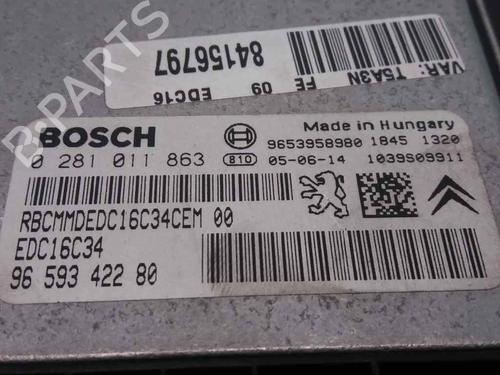 84156797
VAR: T5A3N
FE 09 EDC16
B-PARTS
BOSCH
Made in Hungary
0 281 011 863
9653958980 1845 1320
810 05-06-14 1039S09911
RBCMMDEDC16C34CEM 00
EDC16C34
96 593 422 80